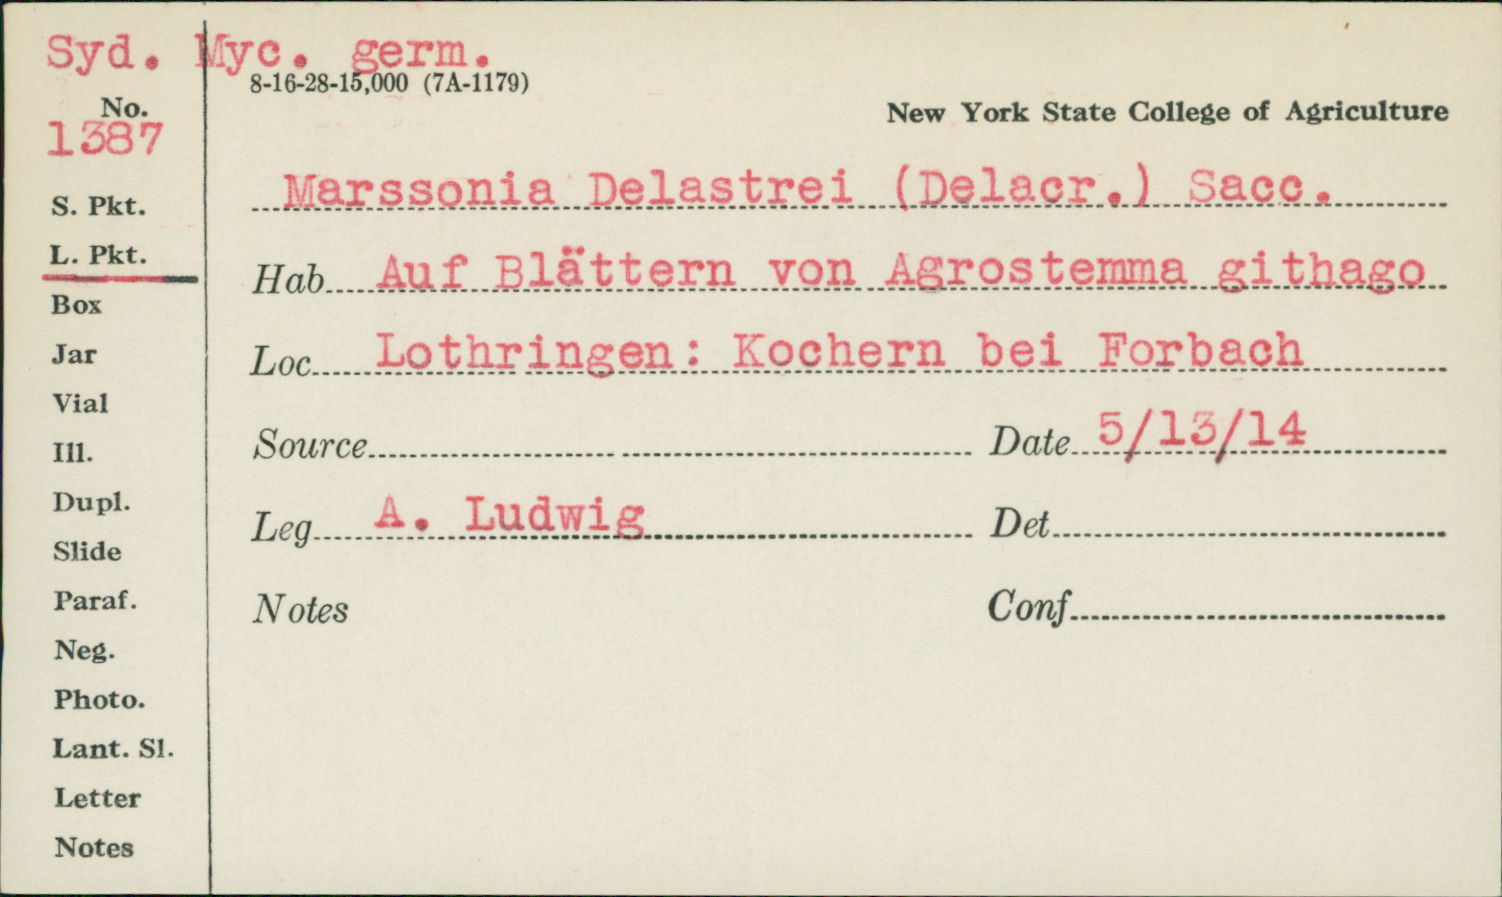 Syd. Myc. germ.
8-16-28-15,000 (7A-1179)
No.
1387
New York State College of Agriculture
S. Pkt.
Marssonia Delastrei (Delacr.) Sacc.
L. Pkt.
Hab Auf Blättern von Agrostemma githago
Box
Jar
Loc Lothringen: Kochern bei Forbach
Vial
Ill.
Source Date 5/13/14
Dupl.
Leg A. Ludwig Det
Slide
Paraf.
Notes Conf
Neg.
Photo.
Lant. Sl.
Letter
Notes